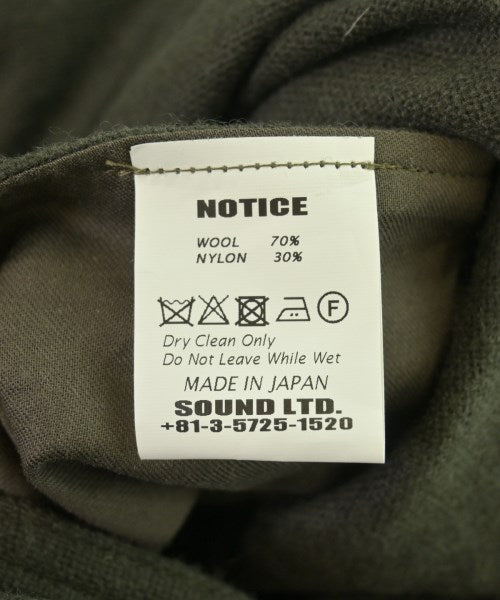 NOTICE
WOOL 70%
NYLON 30%
F
Dry Clean Only
Do Not Leave While Wet
MADE IN JAPAN
SOUND LTD.
+81-3-5725-1520